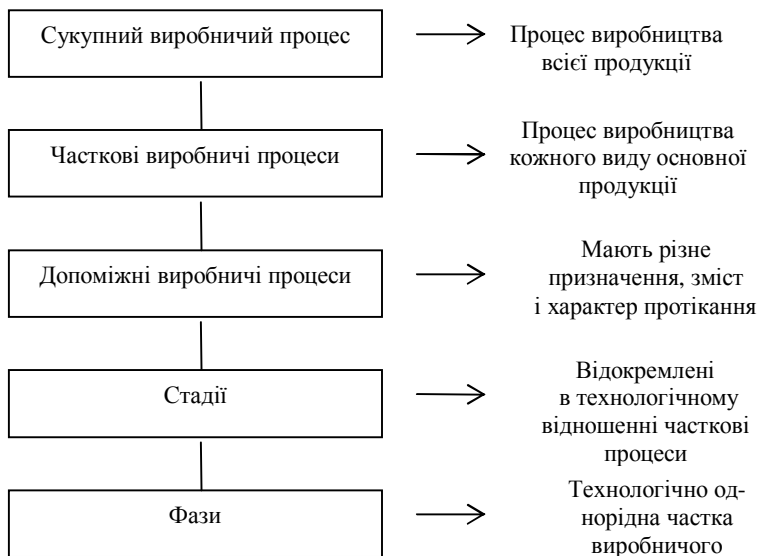 Сукупний виробничий процес
Процес виробництва
всієї продукції
Часткові виробничі процеси
Процес виробництва
кожного виду основної
продукції
Допоміжні виробничі процеси
Мають різне
призначення, зміст
і характер протікання
Стадії
Відокремлені
в технологічному
відношенні часткові
процеси
Фази
Технологічно од-
норідна частка
виробничого